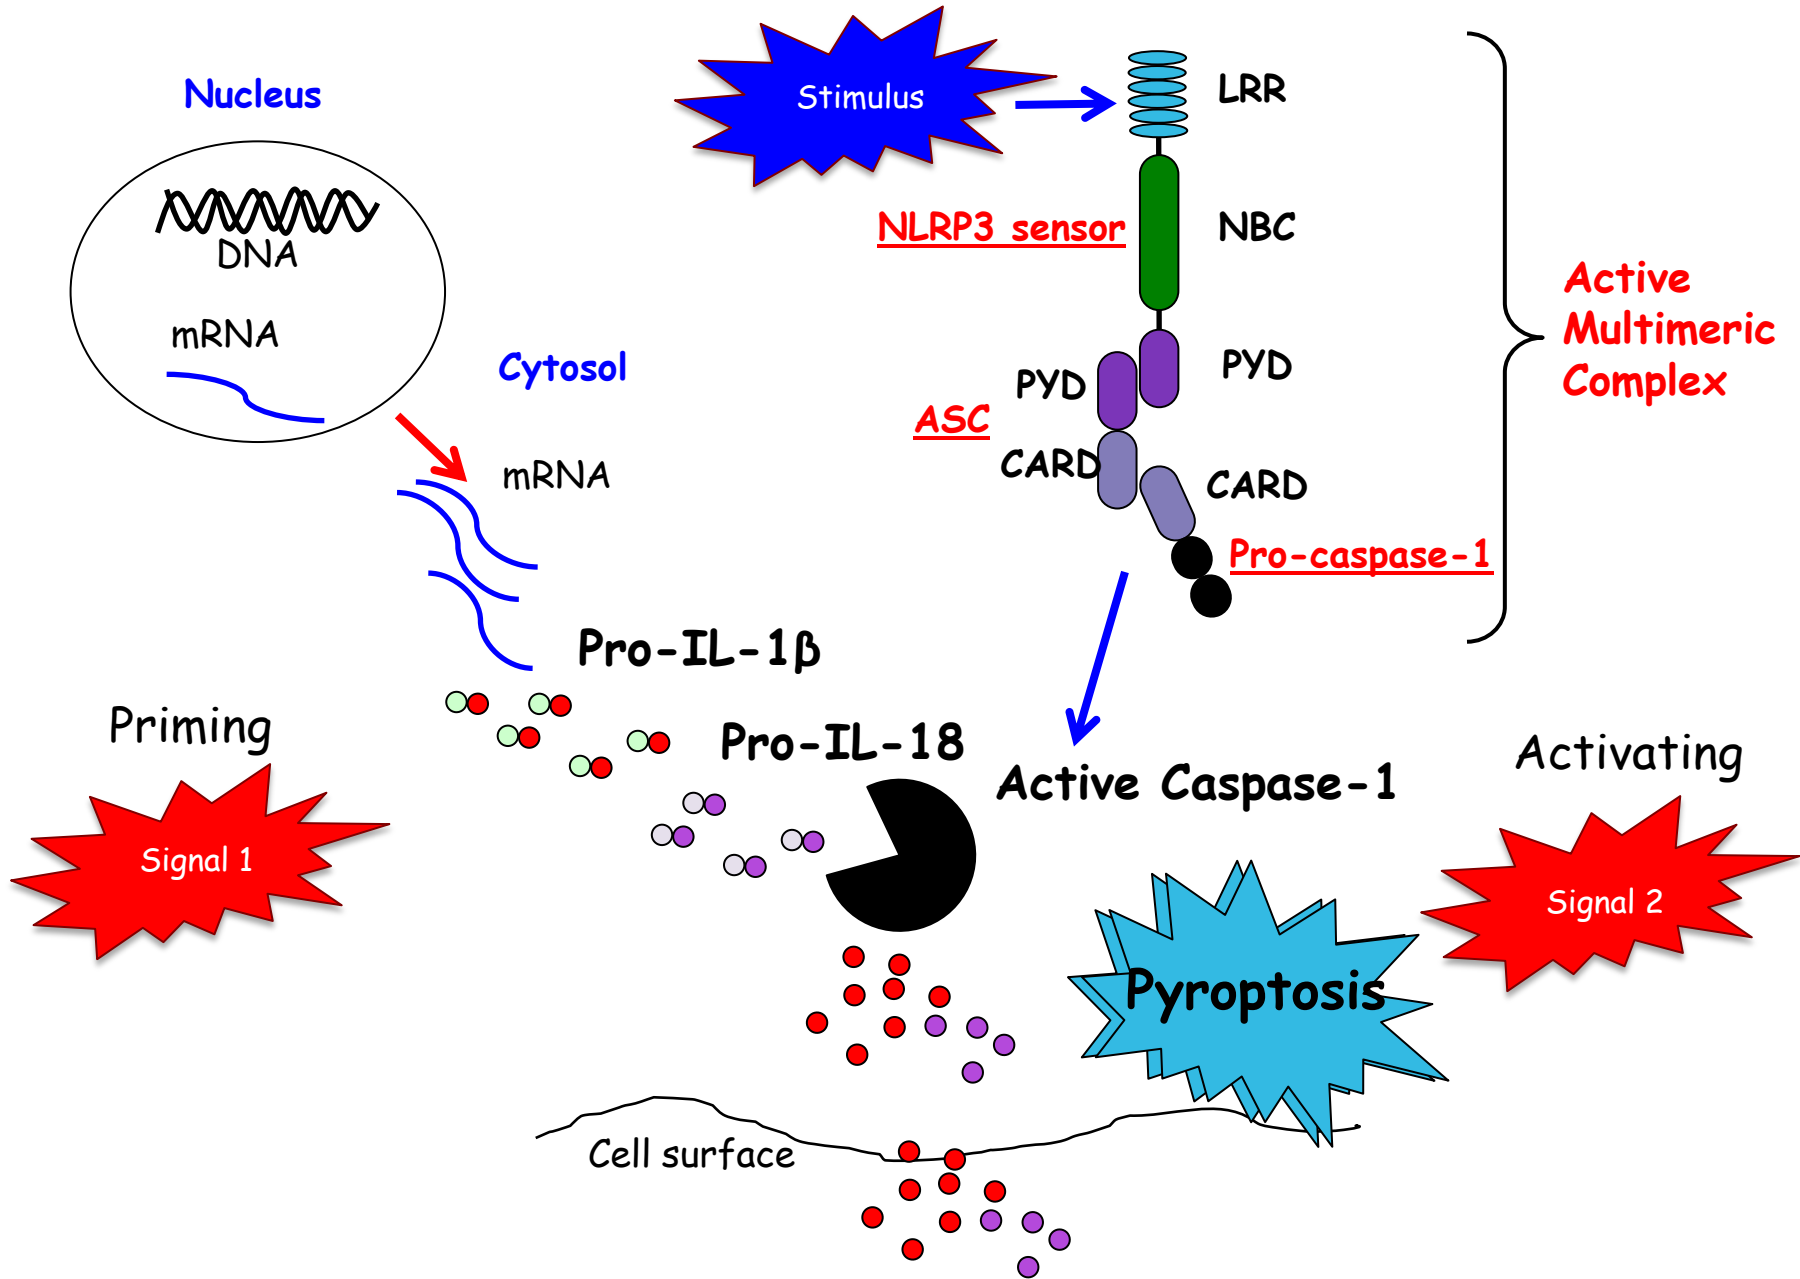 Nucleus
DNA
mRNA
Cytosol
mRNA
Stimulus
LRR
NLRP3 sensor
NBC
PYD
PYD
ASC
CARD
CARD
Pro-caspase-1
Active
Multimeric
Complex
Pro-IL-1β
Pro-IL-18
Active Caspase-1
Priming
Signal 1
Activating
Signal 2
Pyroptosis
Cell surface